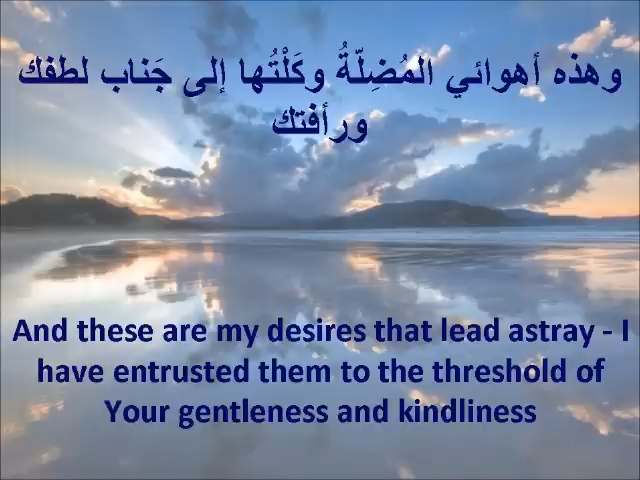 وهذه أهوائي المُضِلّةُ وكَلْتُها إلى جَناب لطفك
ورأفتك
And these are my desires that lead astray - I
have entrusted them to the threshold of
Your gentleness and kindliness